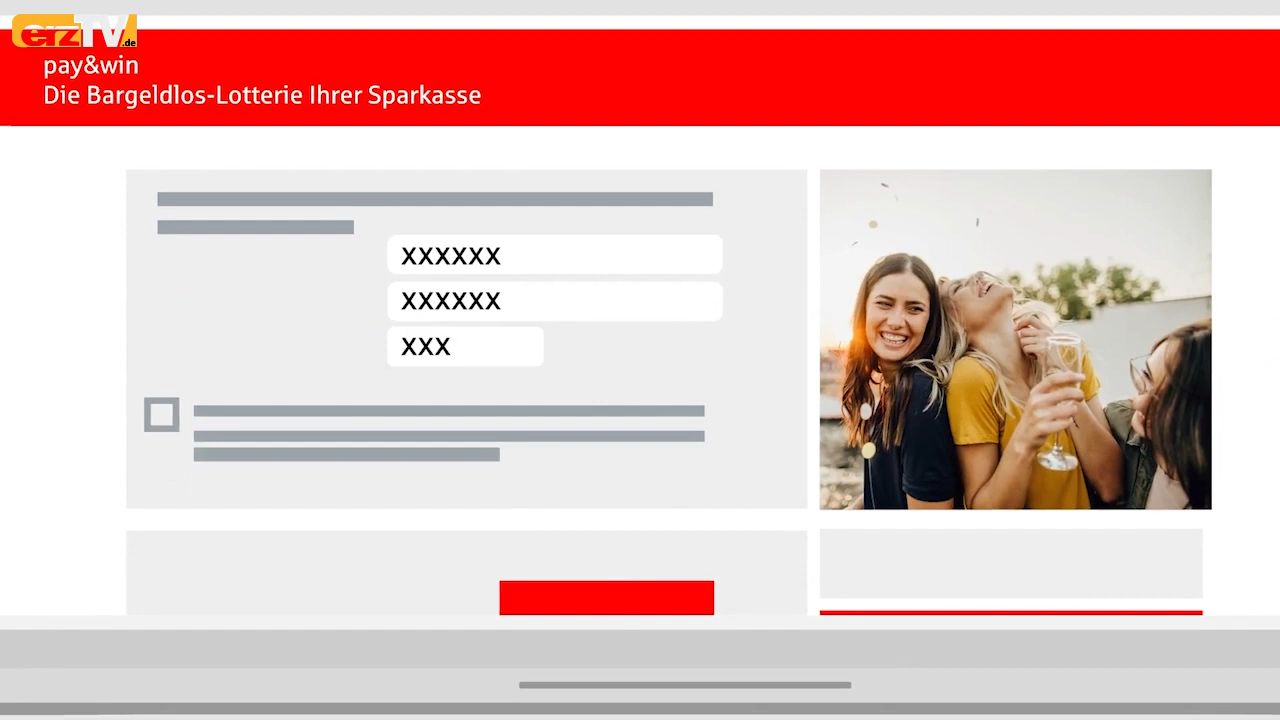 erzTV.de
pay&win
Die Bargeldlos-Lotterie Ihrer Sparkasse
XXXXXX
XXXXXX
XXX